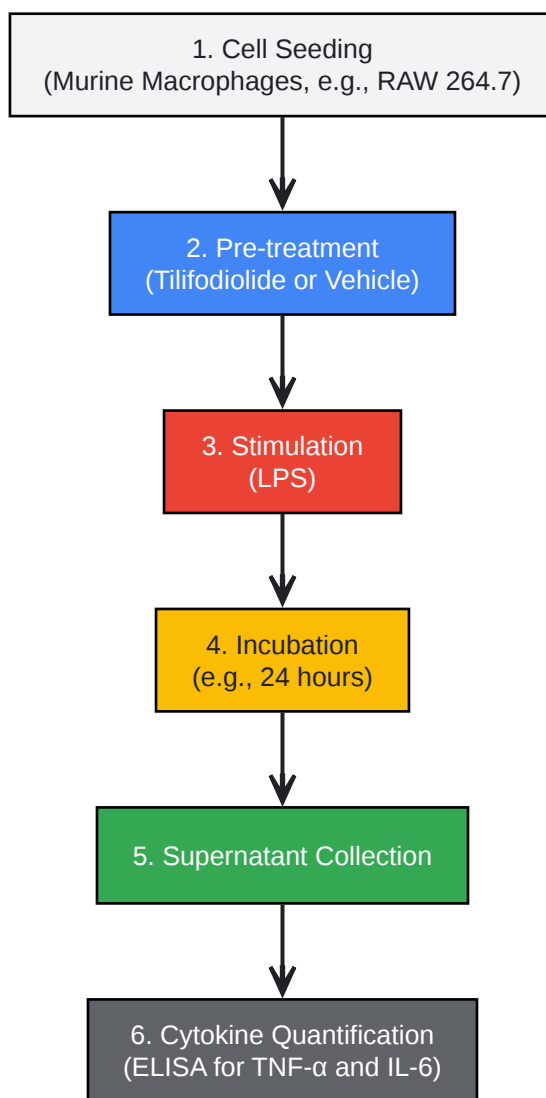 1. Cell Seeding
(Murine Macrophages, e.g., RAW 264.7)
2. Pre-treatment
(Tilifodiolide or Vehicle)
3. Stimulation
(LPS)
4. Incubation
(e.g., 24 hours)
5. Supernatant Collection
6. Cytokine Quantification
(ELISA for TNF-α and IL-6)